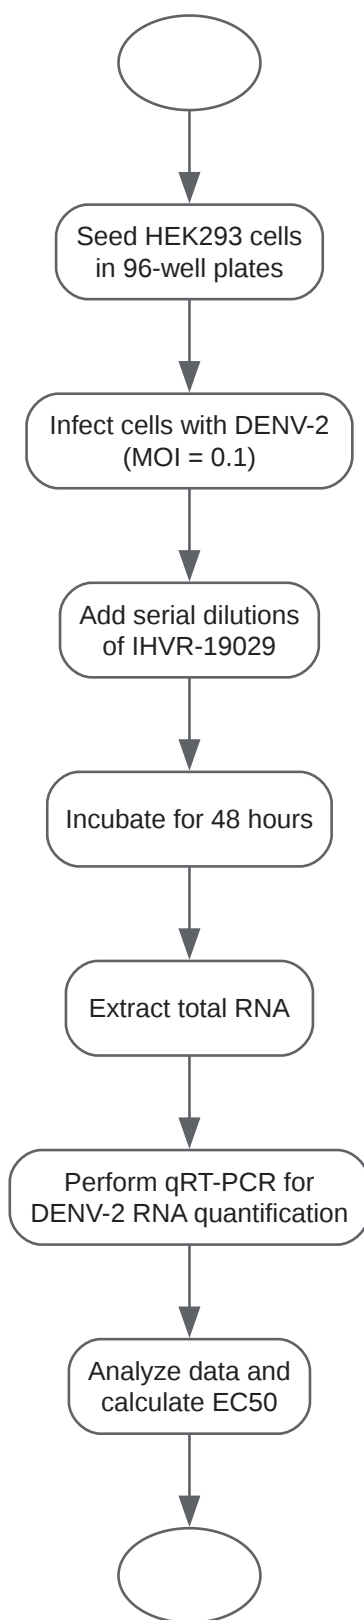 Seed HEK293 cells
in 96-well plates
Infect cells with DENV-2
(MOI = 0.1)
Add serial dilutions
of IHVR-19029
Incubate for 48 hours
Extract total RNA
Perform qRT-PCR for
DENV-2 RNA quantification
Analyze data and
calculate EC50